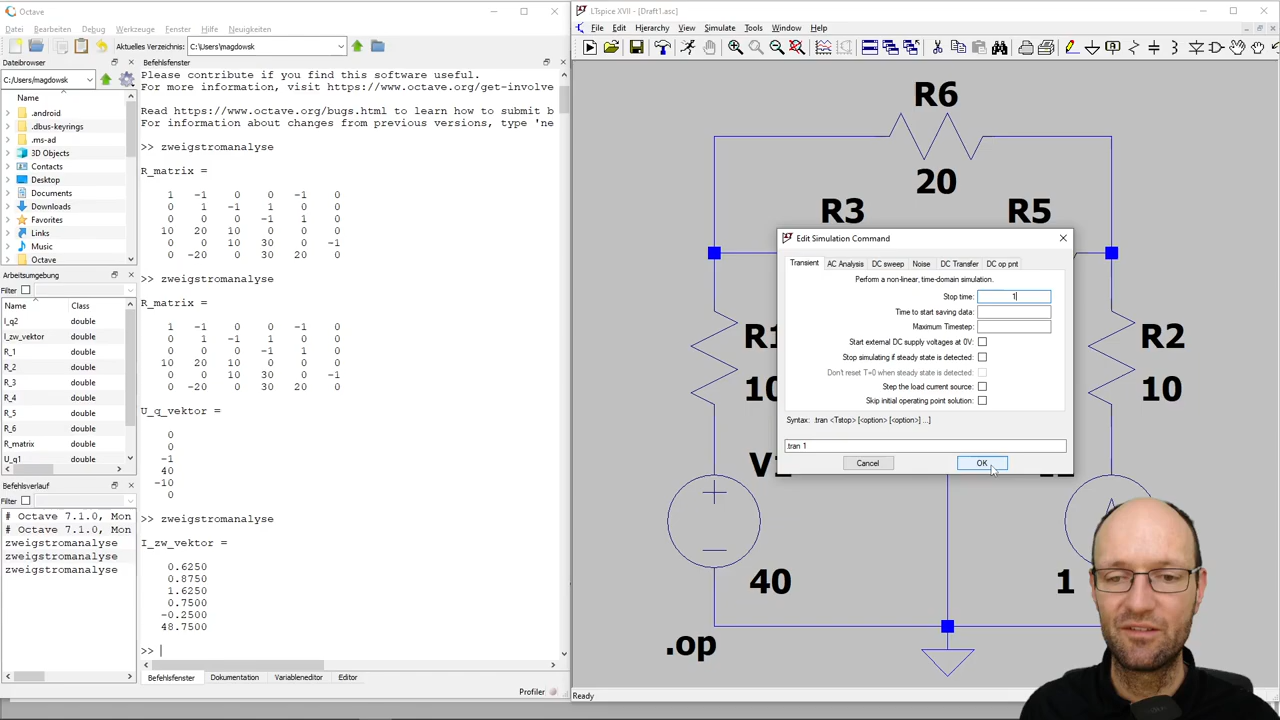 Octave
Datei Bearbeiten Debug Werkzeuge Fenster Hilfe Neuigkeiten
Aktuelles Verzeichnis: C:\Users\magdowsk
Dateibrowser
C:/Users/magdowsk
Name
.android
.dbus-keyrings
.ms-ad
3D Objects
Contacts
Desktop
Documents
Downloads
Favorites
Links
Music
Octave
Arbeitsumgebung
Filter
Name Class
I_q2 double
I_zw_vektor double
R_1 double
R_2 double
R_3 double
R_4 double
R_5 double
R_6 double
R_matrix double
U_q1 double
Befehlsverlauf
Filter
# Octave 7.1.0, Mon
# Octave 7.1.0, Mon
zweigstromanalyse
zweigstromanalyse
zweigstromanalyse
Befehlsfenster
Please contribute if you find this software useful.
For more information, visit https://www.octave.org/get-involve
Read https://www.octave.org/bugs.html to learn how to submit b
For information about changes from previous versions, type 'ne
>> zweigstromanalyse
R_matrix =
1 -1 0 0 -1 0
0 1 -1 1 0 0
0 0 0 -1 1 0
10 20 10 0 0 0
0 0 10 30 0 -1
0 -20 0 30 20 0
>> zweigstromanalyse
R_matrix =
1 -1 0 0 -1 0
0 1 -1 1 0 0
0 0 0 -1 1 0
10 20 10 0 0 0
0 0 10 30 0 -1
0 -20 0 30 20 0
U_q_vektor =
0
0
-1
40
-10
0
>> zweigstromanalyse
I_zw_vektor =
0.6250
0.8750
1.6250
0.7500
-0.2500
48.7500
>>
Befehlsfenster Dokumentation Variableneditor Editor
Profiler
LTspice XVII - [Draft1.asc]
File Edit Hierarchy View Simulate Tools Window Help
R6
20
R3 R5
R1
10
R2
10
V1
40
1
.op
Edit Simulation Command
Transient AC Analysis DC sweep Noise DC Transfer DC op pnt
Perform a non-linear, time-domain simulation.
Stop time: 1
Time to start saving data:
Maximum Timestep:
Start external DC supply voltages at 0V:
Stop simulating if steady state is detected:
Don't reset T=0 when steady state is detected:
Step the load current source:
Skip initial operating point solution:
Syntax: .tran <Tstop> [<option> [<option>] ...]
.tran 1
Cancel OK
Ready